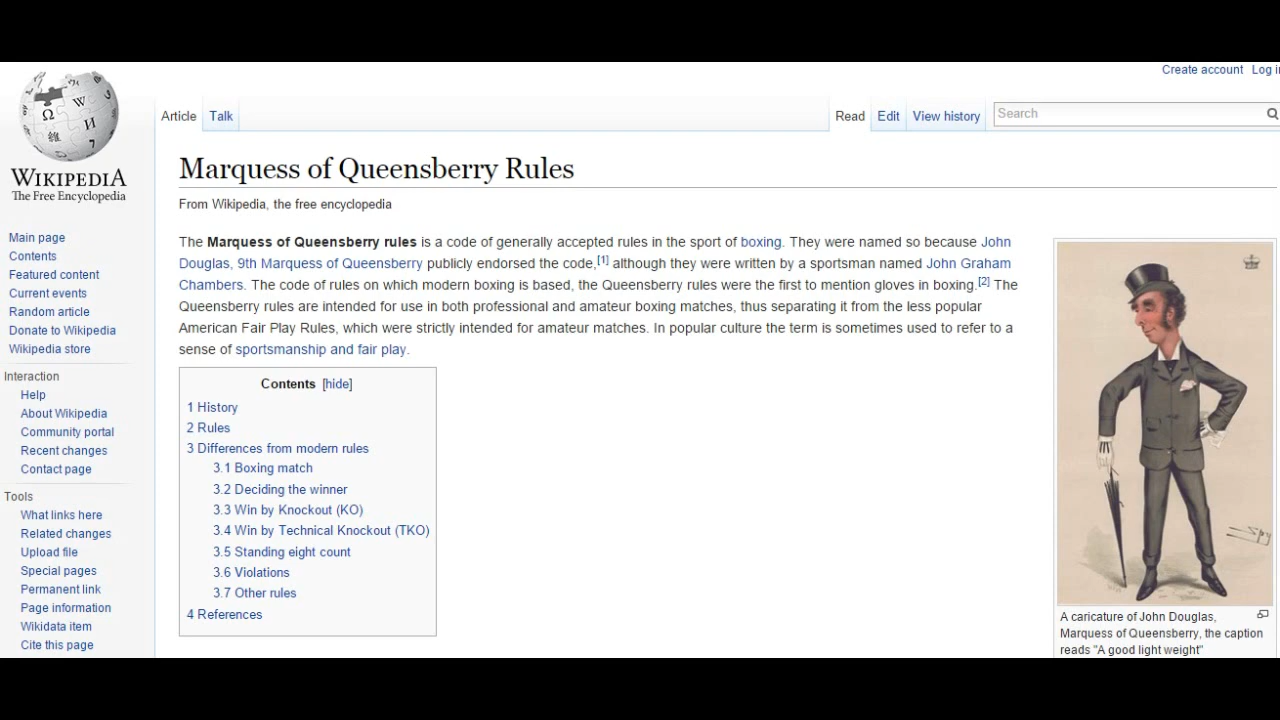 Create account Log i
Article Talk Read Edit View history Search
WIKIPEDIA
The Free Encyclopedia
Main page
Contents
Featured content
Current events
Random article
Donate to Wikipedia
Wikipedia store
Interaction
Help
About Wikipedia
Community portal
Recent changes
Contact page
Tools
What links here
Related changes
Upload file
Special pages
Permanent link
Page information
Wikidata item
Cite this page
Marquess of Queensberry Rules
From Wikipedia, the free encyclopedia
The Marquess of Queensberry rules is a code of generally accepted rules in the sport of boxing. They were named so because John
Douglas, 9th Marquess of Queensberry publicly endorsed the code,[1] although they were written by a sportsman named John Graham
Chambers. The code of rules on which modern boxing is based, the Queensberry rules were the first to mention gloves in boxing.[2] The
Queensberry rules are intended for use in both professional and amateur boxing matches, thus separating it from the less popular
American Fair Play Rules, which were strictly intended for amateur matches. In popular culture the term is sometimes used to refer to a
sense of sportsmanship and fair play.
Contents [hide]
1 History
2 Rules
3 Differences from modern rules
3.1 Boxing match
3.2 Deciding the winner
3.3 Win by Knockout (KO)
3.4 Win by Technical Knockout (TKO)
3.5 Standing eight count
3.6 Violations
3.7 Other rules
4 References
Spy
A caricature of John Douglas,
Marquess of Queensberry, the caption
reads "A good light weight"